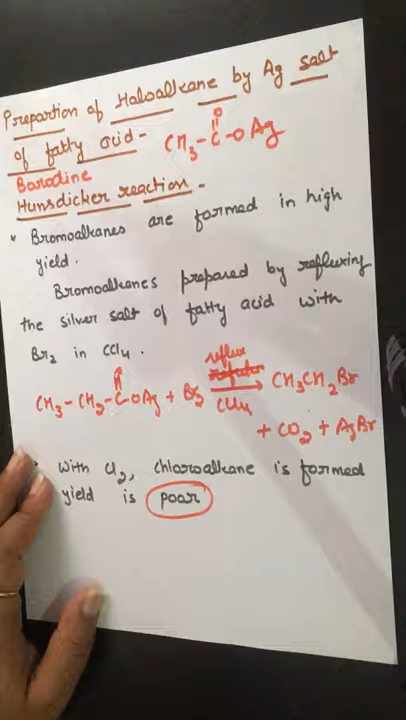 Prepartion of Haloalkane by Ag salt
of fatty acid-
CH3-C-OAg
O
Barodine
Hunsdicker reaction -
* Bromoalkanes are formed in high
yield.
Bromoalkanes prepared by refluxing
the silver salt of fatty acid with
Br2 in CCl4.
reflux
O
CH3-CH2-C-OAg + Br2 → CH3CH2Br
CCl4
+ CO2 + AgBr
* With Cl2, chloroalkane is formed
yield is poor